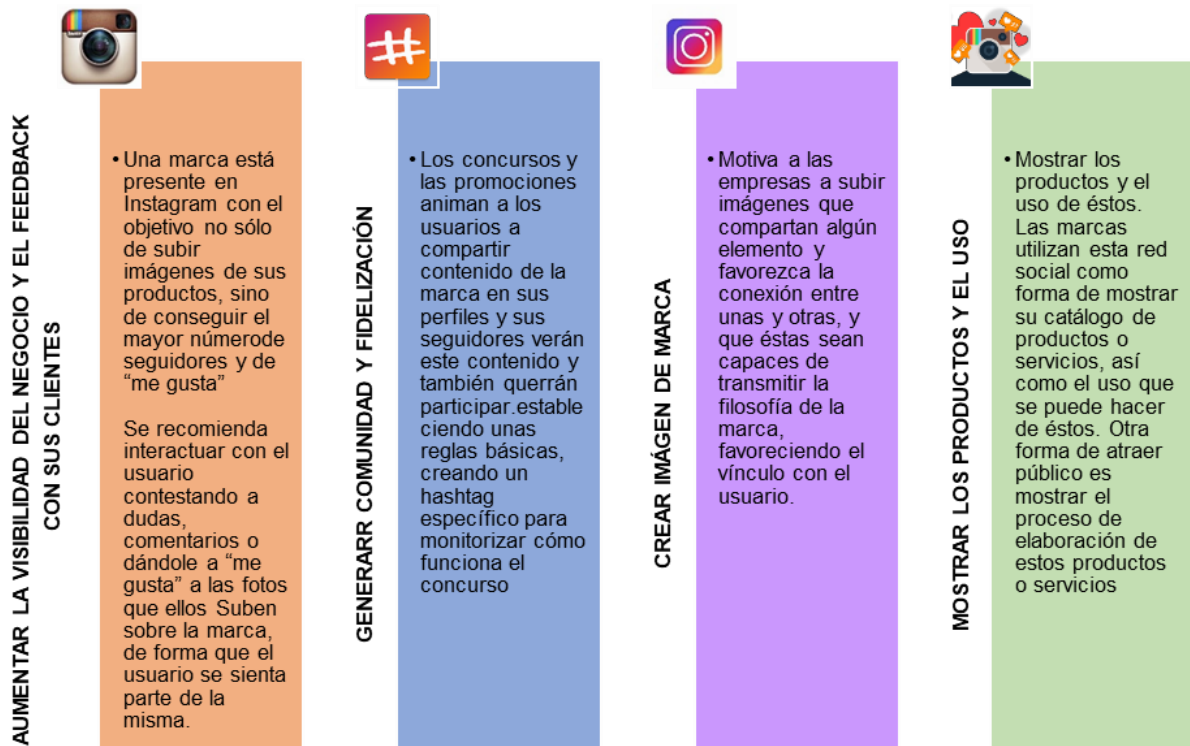 AUMENTAR LA VISIBILIDAD DEL NEGOCIO Y EL FEEDBACK
CON SUS CLIENTES
• Una marca está
presente en
Instagram con el
objetivo no sólo
de subir
imágenes de sus
productos, sino
de conseguir el
mayor númerode
seguidores y de
“me gusta”
Se recomienda
interactuar con el
usuario
contestando a
dudas,
comentarios o
dándole a “me
gusta” a las fotos
que ellos Suben
sobre la marca,
de forma que el
usuario se sienta
parte de la
misma.
GENERARR COMUNIDAD Y FIDELIZACIÓN
#
• Los concursos y
las promociones
animan a los
usuarios a
compartir
contenido de la
marca en sus
perfiles y sus
seguidores verán
este contenido y
también querrán
participar.estable
ciendo unas
reglas básicas,
creando un
hashtag
específico para
monitorizar cómo
funciona el
concurso
CREAR IMÁGEN DE MARCA
• Motiva a las
empresas a subir
imágenes que
compartan algún
elemento y
favorezca la
conexión entre
unas y otras, y
que éstas sean
capaces de
transmitir la
filosofía de la
marca,
favoreciendo el
vínculo con el
usuario.
MOSTRAR LOS PRODUCTOS Y EL USO
• Mostrar los
productos y el
uso de éstos.
Las marcas
utilizan esta red
social como
forma de mostrar
su catálogo de
productos o
servicios, así
como el uso que
se puede hacer
de éstos. Otra
forma de atraer
público es
mostrar el
proceso de
elaboración de
estos productos
o servicios